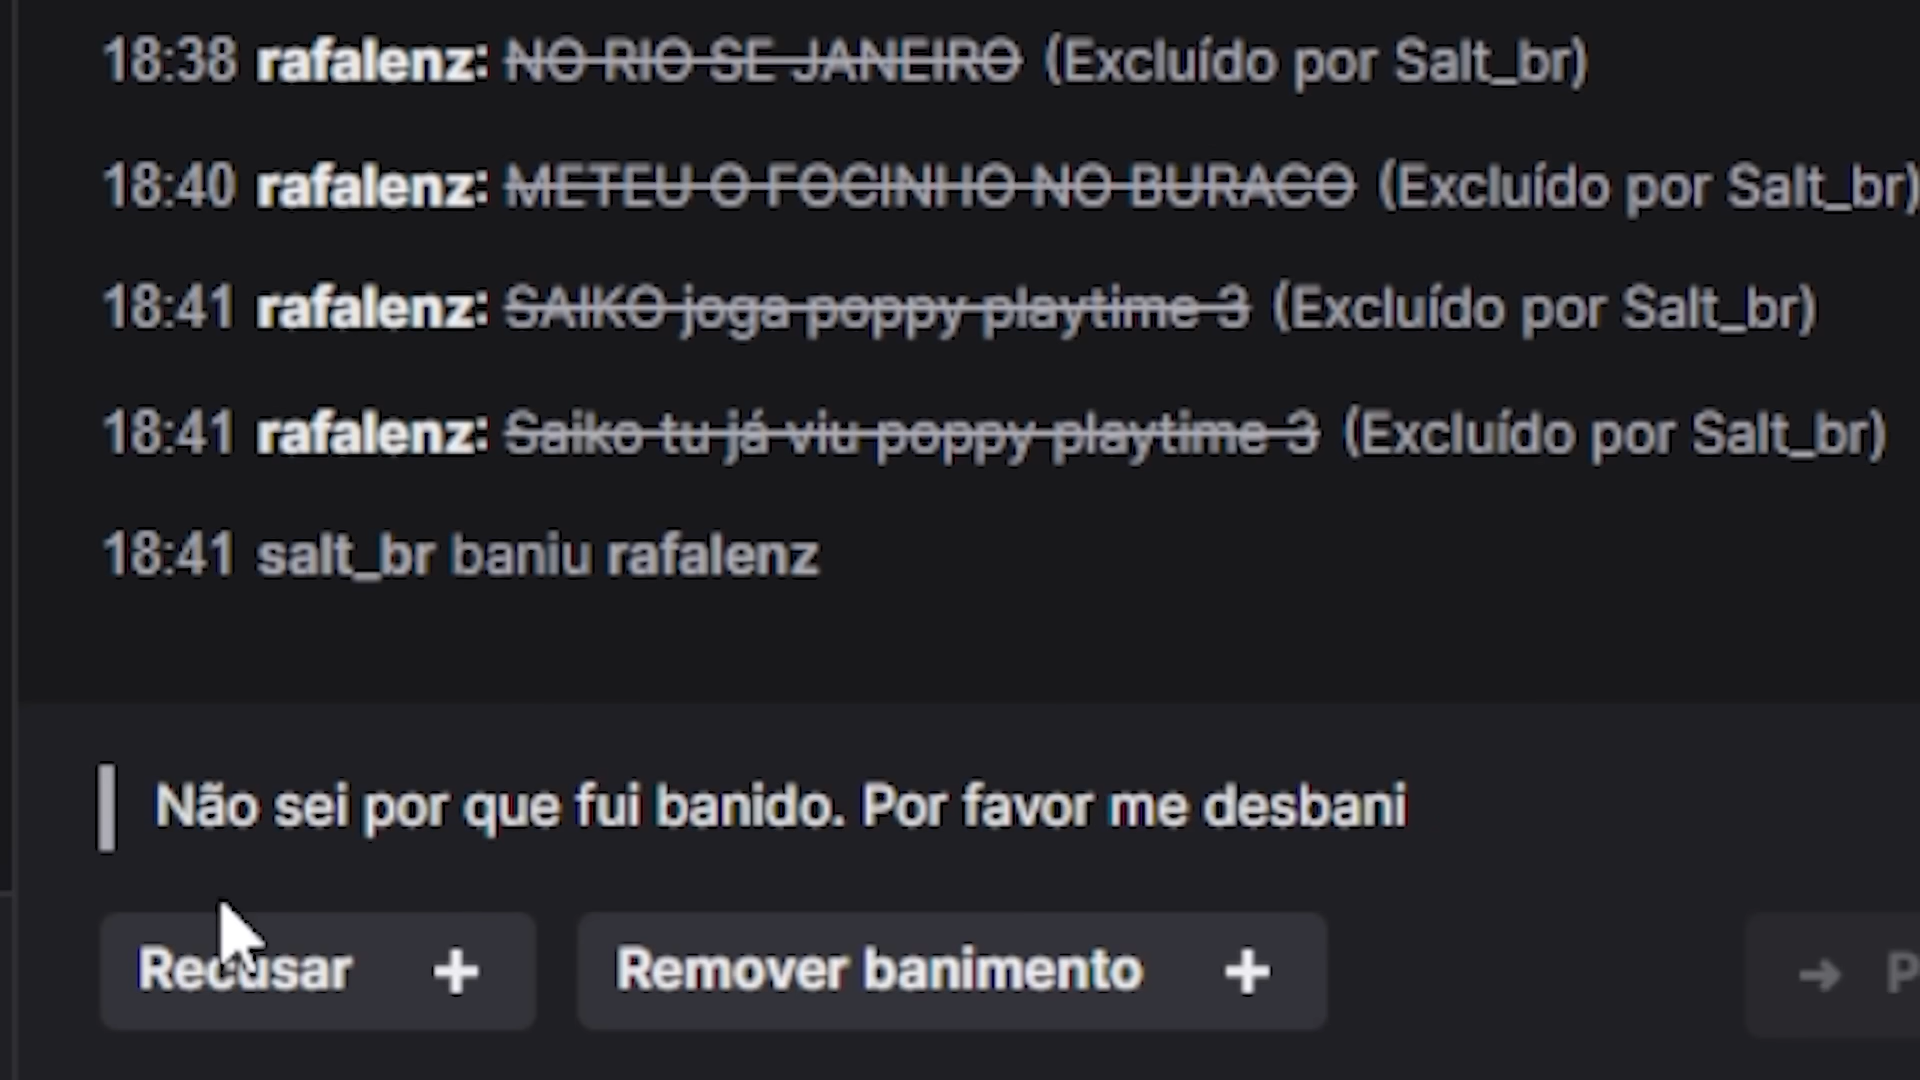 18:38 rafalenz: NO RIO SE JANEIRO (Excluído por Salt_br)
18:40 rafalenz: METEU O FOCINHO NO BURACO (Excluído por Salt_br)
18:41 rafalenz: SAIKO joga poppy playtime 3 (Excluído por Salt_br)
18:41 rafalenz: Saiko tu já viu poppy playtime 3 (Excluído por Salt_br)
18:41 salt_br baniu rafalenz
Não sei por que fui banido. Por favor me desbani
Recusar + Remover banimento + → P